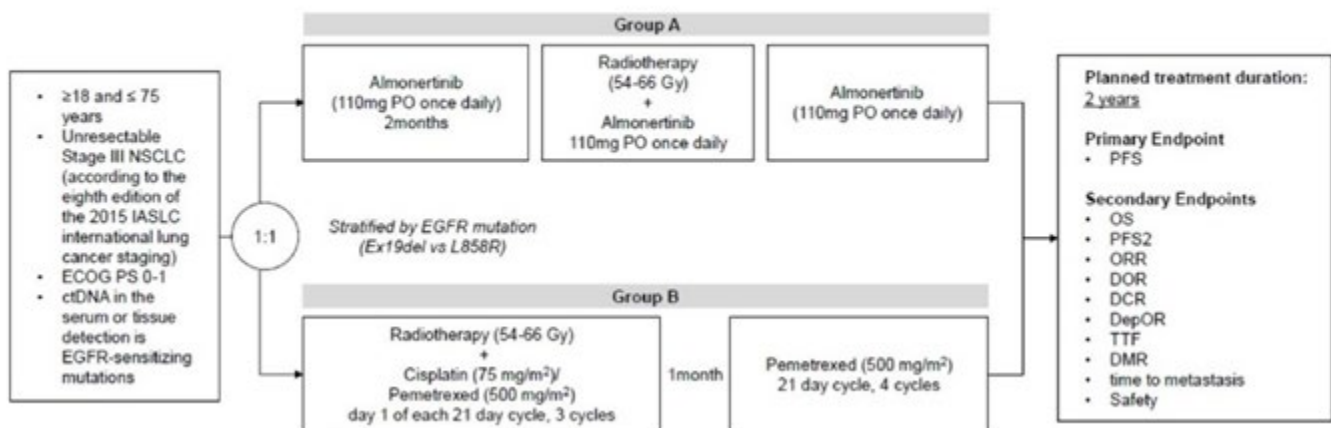 Group A
• ≥18 and ≤ 75
years
• Unresectable
Stage III NSCLC
(according to the
eighth edition of
the 2015 IASLC
international lung
cancer staging)
• ECOG PS 0-1
• ctDNA in the
serum or tissue
detection is
EGFR-sensitizing
mutations
1:1
Almonertinib
(110mg PO once daily)
2months
Radiotherapy
(54-66 Gy)
+
Almonertinib
110mg PO once daily
Almonertinib
(110mg PO once daily)
Stratified by EGFR mutation
(Ex19del vs L858R)
Group B
Radiotherapy (54-66 Gy)
+
Cisplatin (75 mg/m²)/
Pemetrexed (500 mg/m²)
day 1 of each 21 day cycle, 3 cycles
1month
Pemetrexed (500 mg/m²)
21 day cycle, 4 cycles
Planned treatment duration:
2 years
Primary Endpoint
• PFS
Secondary Endpoints
• OS
• PFS2
• ORR
• DOR
• DCR
• DepOR
• TTF
• DMR
• time to metastasis
• Safety